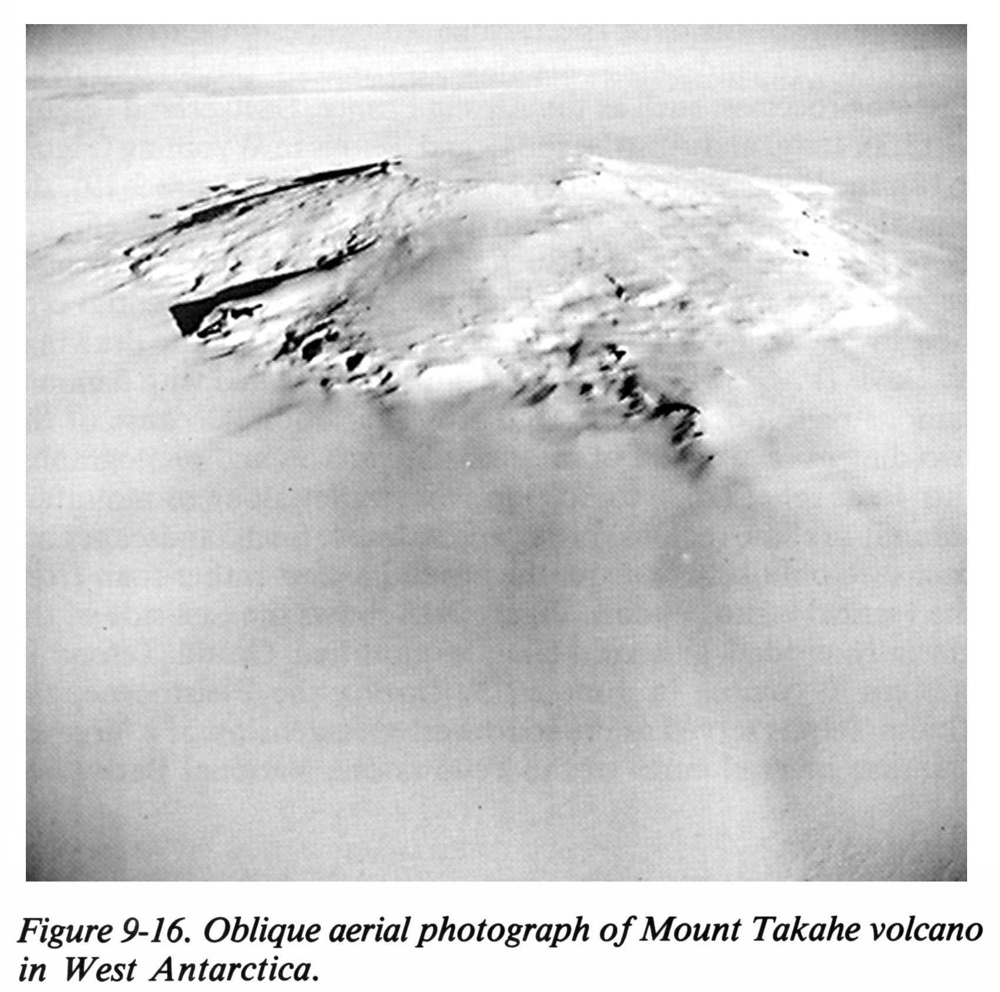 Figure 9-16. Oblique aerial photograph of Mount Takahe volcano
in West Antarctica.